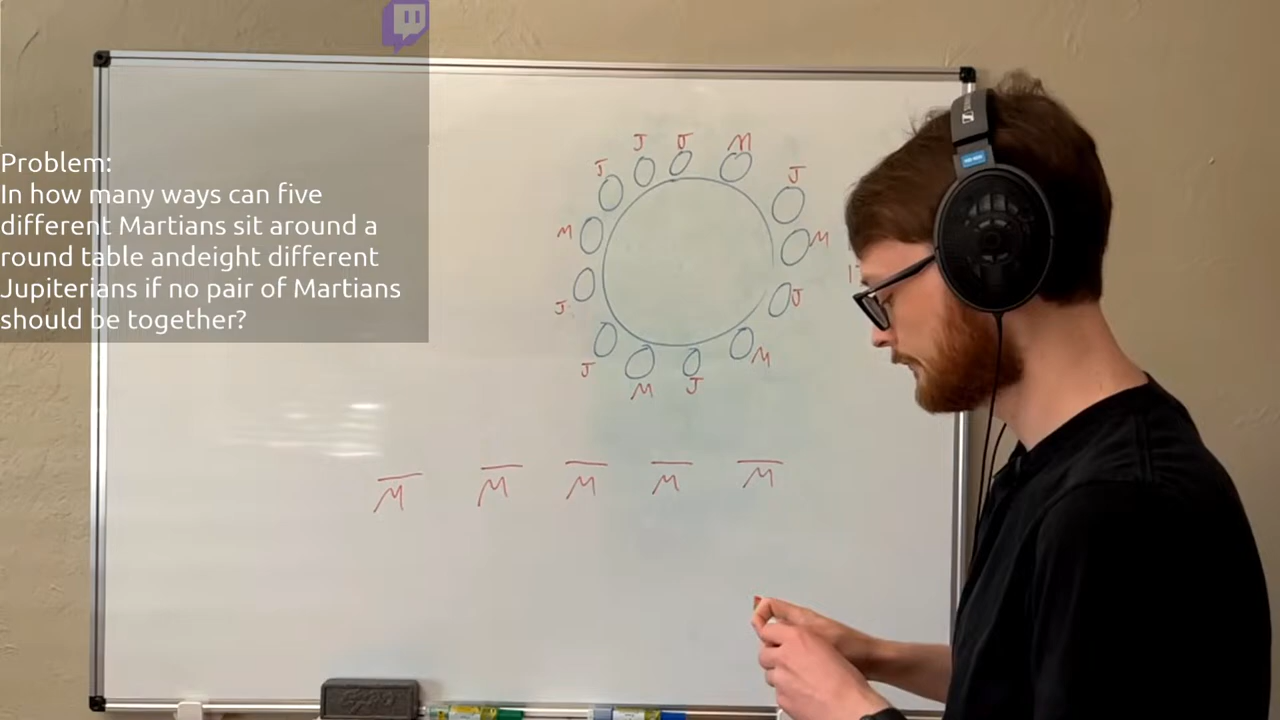 Problem:
In how many ways can five
different Martians sit around a
round table andeight different
Jupiterians if no pair of Martians
should be together?
J J J M J
M M
J J
J M J M
M M M M M